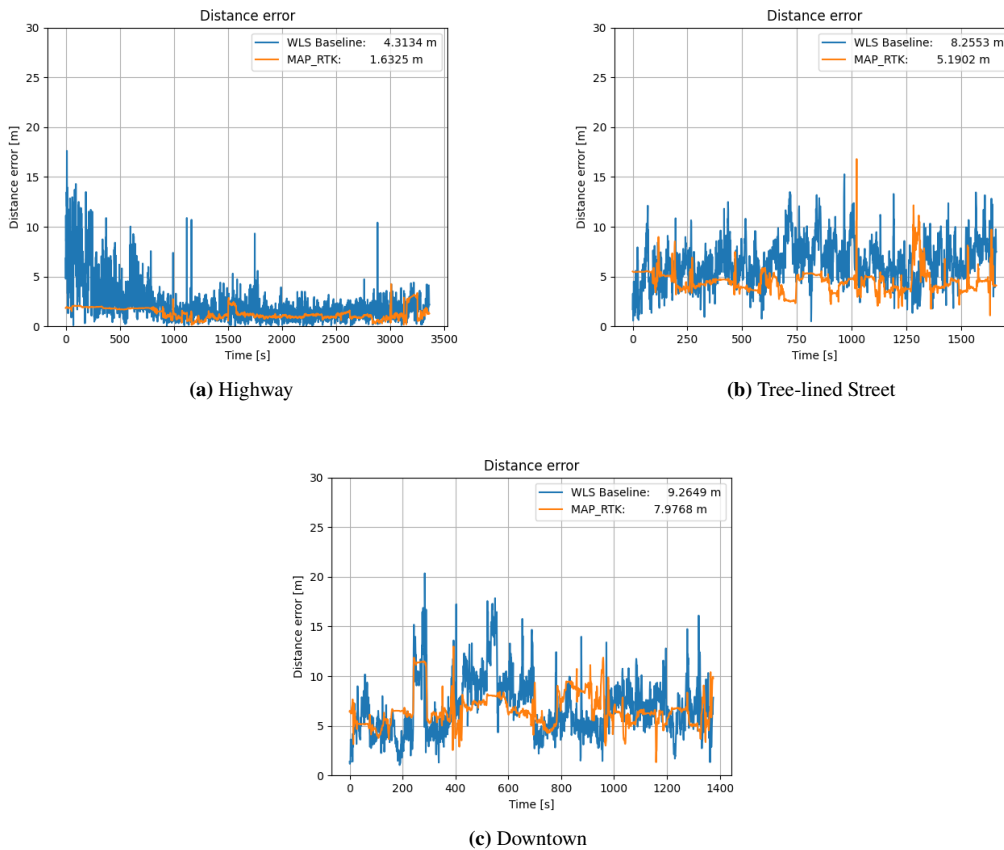 Distance error
30
25
20
15
10
5
0
Distance error [m]
WLS Baseline: 4.3134 m
MAP_RTK: 1.6325 m
0 500 1000 1500 2000 2500 3000 3500
Time [s]
(a) Highway
Distance error
30
25
20
15
10
5
0
Distance error [m]
WLS Baseline: 8.2553 m
MAP_RTK: 5.1902 m
0 250 500 750 1000 1250 1500
Time [s]
(b) Tree-lined Street
Distance error
30
25
20
15
10
5
0
Distance error [m]
WLS Baseline: 9.2649 m
MAP_RTK: 7.9768 m
0 200 400 600 800 1000 1200 1400
Time [s]
(c) Downtown